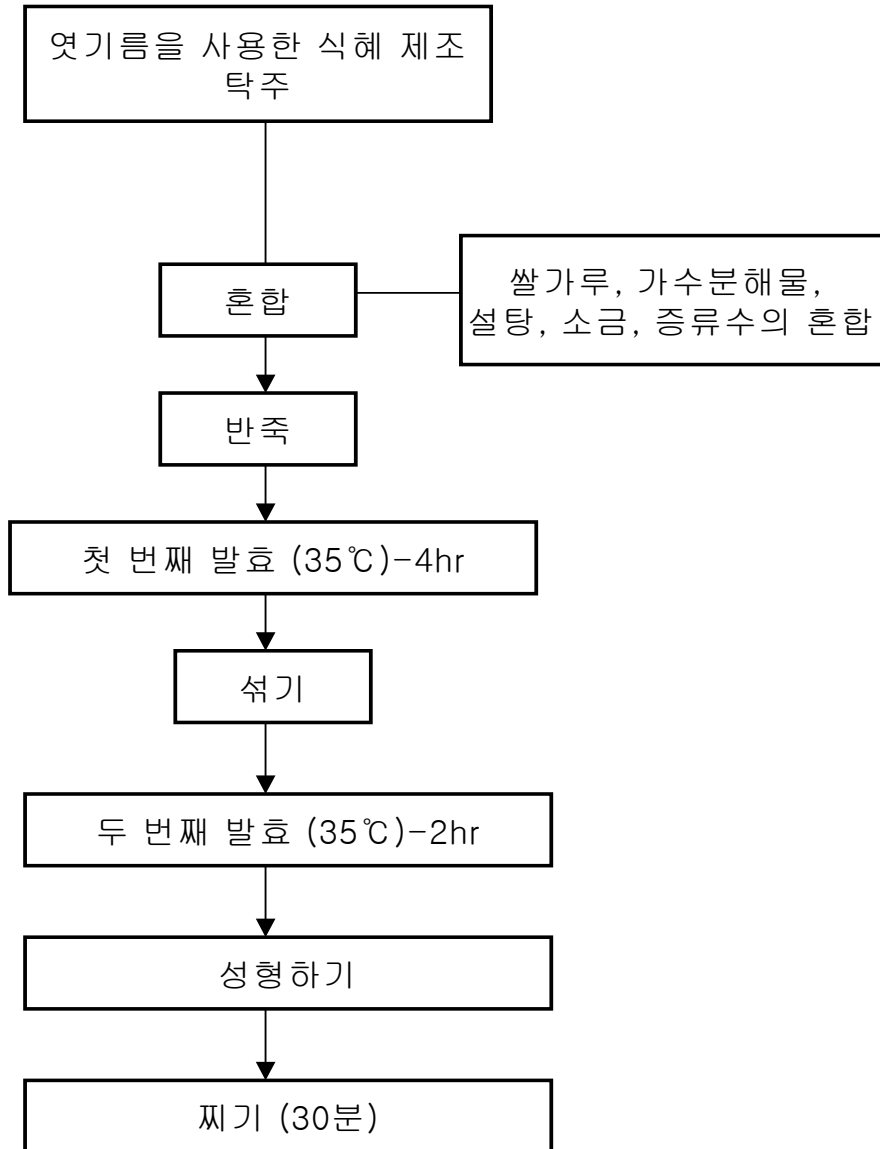 엿기름을 사용한 식혜 제조
탁주
혼합
쌀가루, 가수분해물,
설탕, 소금, 증류수의 혼합
반죽
첫 번째 발효 (35℃)-4hr
섞기
두 번째 발효 (35℃)-2hr
성형하기
찌기 (30분)